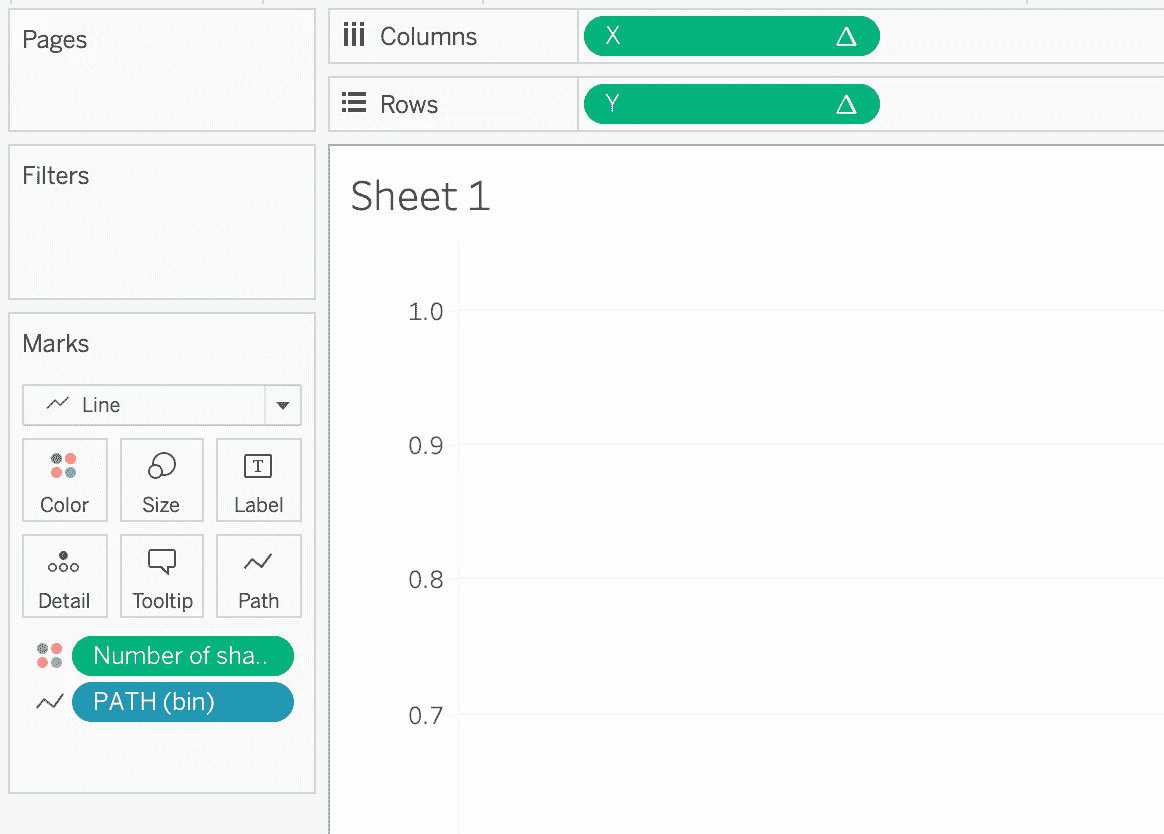 Pages
Columns
X
Rows
Y
Filters
Sheet 1
1.0
0.9
0.8
0.7
Marks
Line
Color Size T Label
Detail Tooltip Path
Number of sha..
PATH (bin)